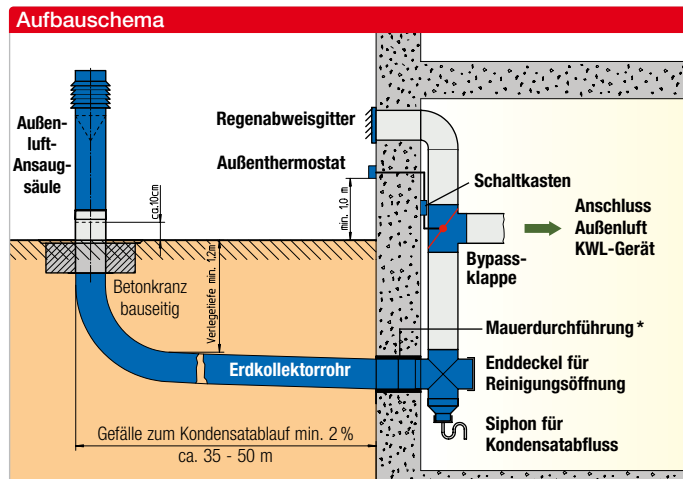 Aufbauschema
Außen-
luft-
Ansaug-
säule
ca.10cm
Regenabweisgitter
Außenthermostat
min. 1,0 m
Schaltkasten
Anschluss
Außenluft
KWL-Gerät
Bypass-
klappe
Betonkranz
bauseitig
Verlegetiefe min. 1,2m
Mauerdurchführung *
Erdkollektorrohr
Enddeckel für
Reinigungsöffnung
Siphon für
Kondensatabfluss
Gefälle zum Kondensatablauf min. 2 %
ca. 35 - 50 m